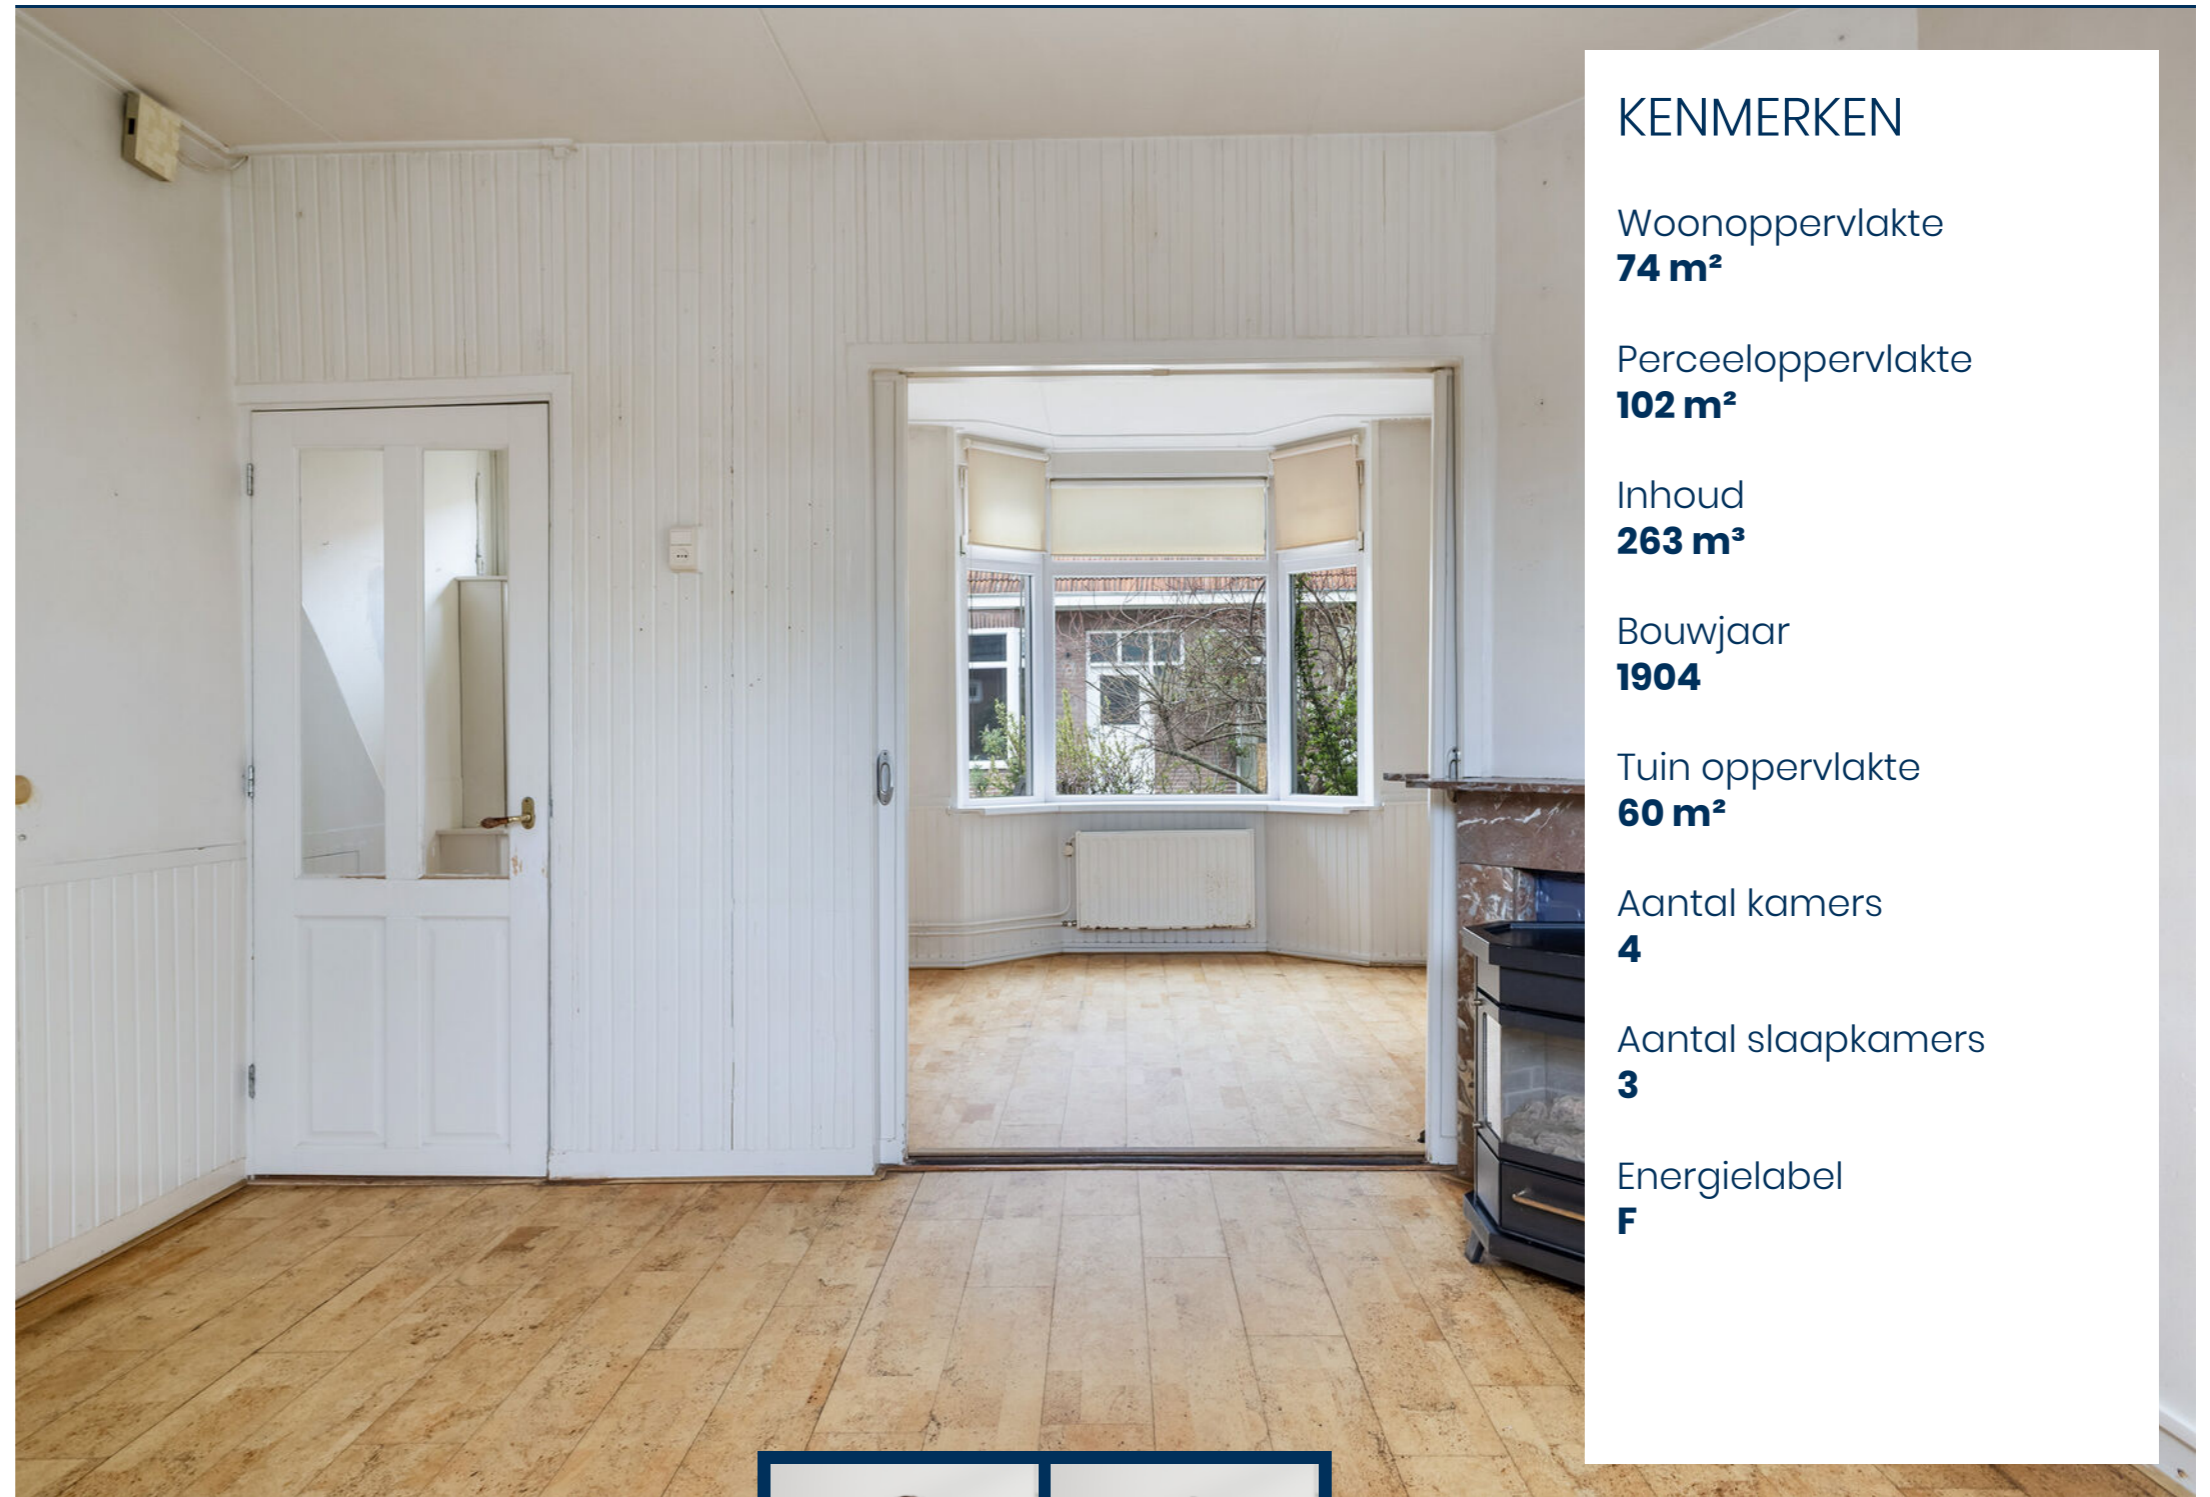 KENMERKEN
Woonoppervlakte
74 m²
Perceeloppervlakte
102 m²
Inhoud
263 m³
Bouwjaar
1904
Tuin oppervlakte
60 m²
Aantal kamers
4
Aantal slaapkamers
3
Energielabel
F